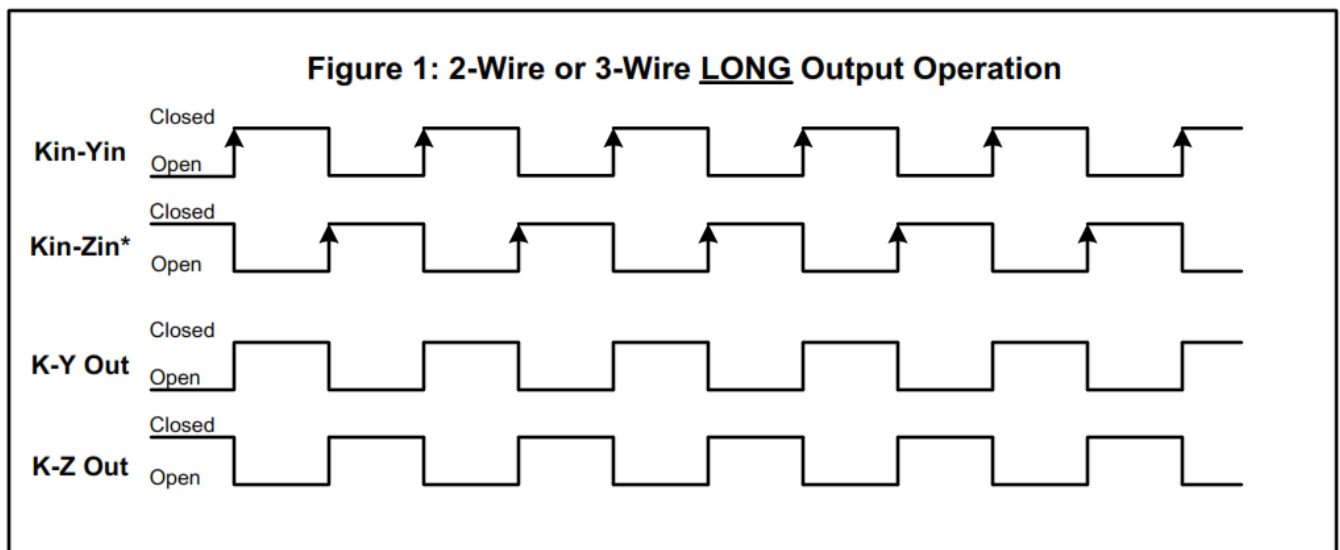 Figure 1: 2-Wire or 3-Wire LONG Output Operation
Closed
Kin-Yin
Open
Closed
Kin-Zin*
Open
Closed
K-Y Out
Open
Closed
K-Z Out
Open